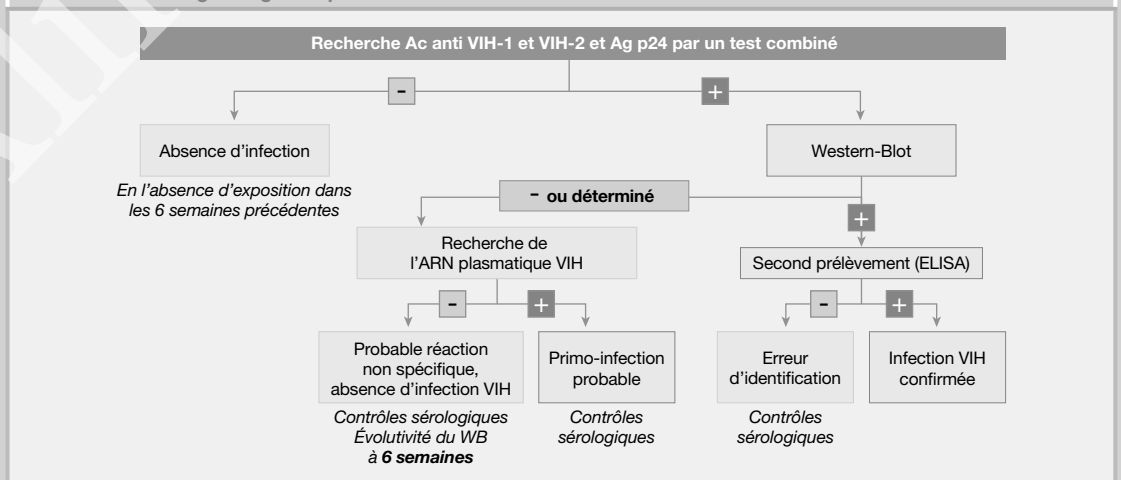 Recherche Ac anti VIH-1 et VIH-2 et Ag p24 par un test combiné
-
+
Absence d'infection
Western-Blot
En l'absence d'exposition dans
les 6 semaines précédentes
- ou déterminé
+
Recherche de
l'ARN plasmatique VIH
Second prélèvement (ELISA)
-
+
-
+
Probable réaction
non spécifique,
absence d'infection VIH
Primo-infection
probable
Erreur
d'identification
Infection VIH
confirmée
Contrôles sérologiques
Évolutivité du WB
à 6 semaines
Contrôles
sérologiques
Contrôles
sérologiques